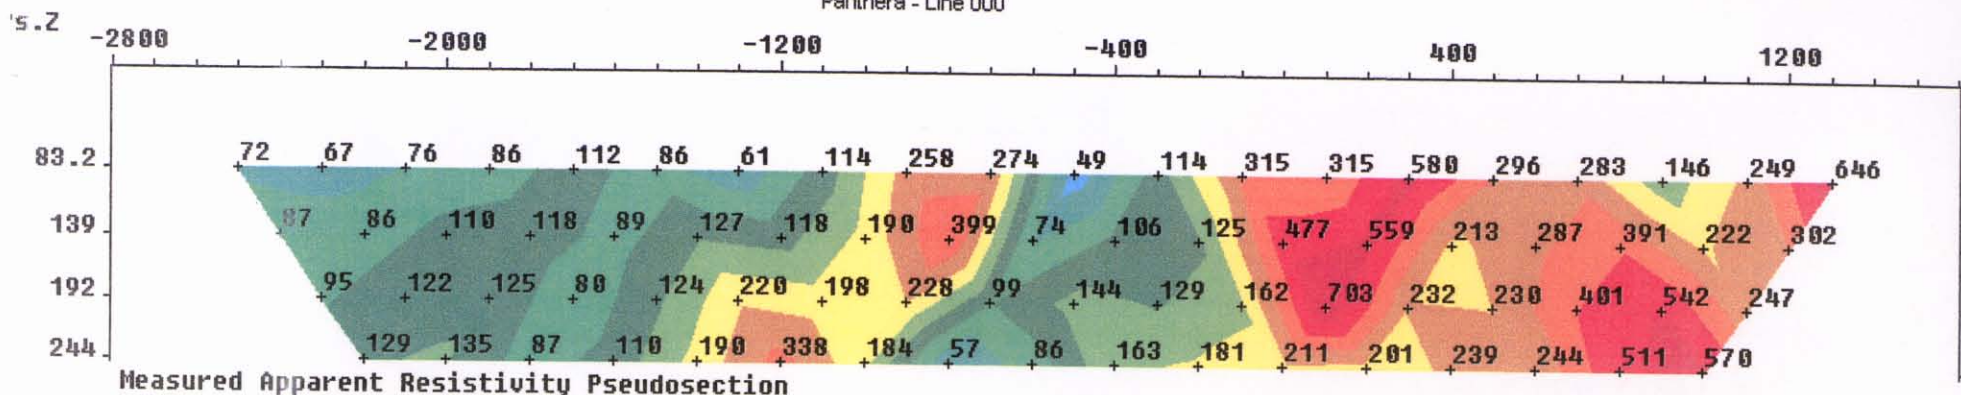 Panthera - Line 000
's.Z
-2800 -2000 -1200 -400 400 1200
83.2 72 67 76 86 112 86 61 114 258 274 49 114 315 315 580 296 283 146 249 646
139 87 86 110 118 89 127 118 190 399 74 106 125 477 559 213 287 391 222 302
192 95 122 125 80 124 220 198 228 99 144 129 162 703 232 230 401 542 247
244 129 135 87 110 190 338 184 57 86 163 181 211 201 239 244 511 570
Measured Apparent Resistivity Pseudosection